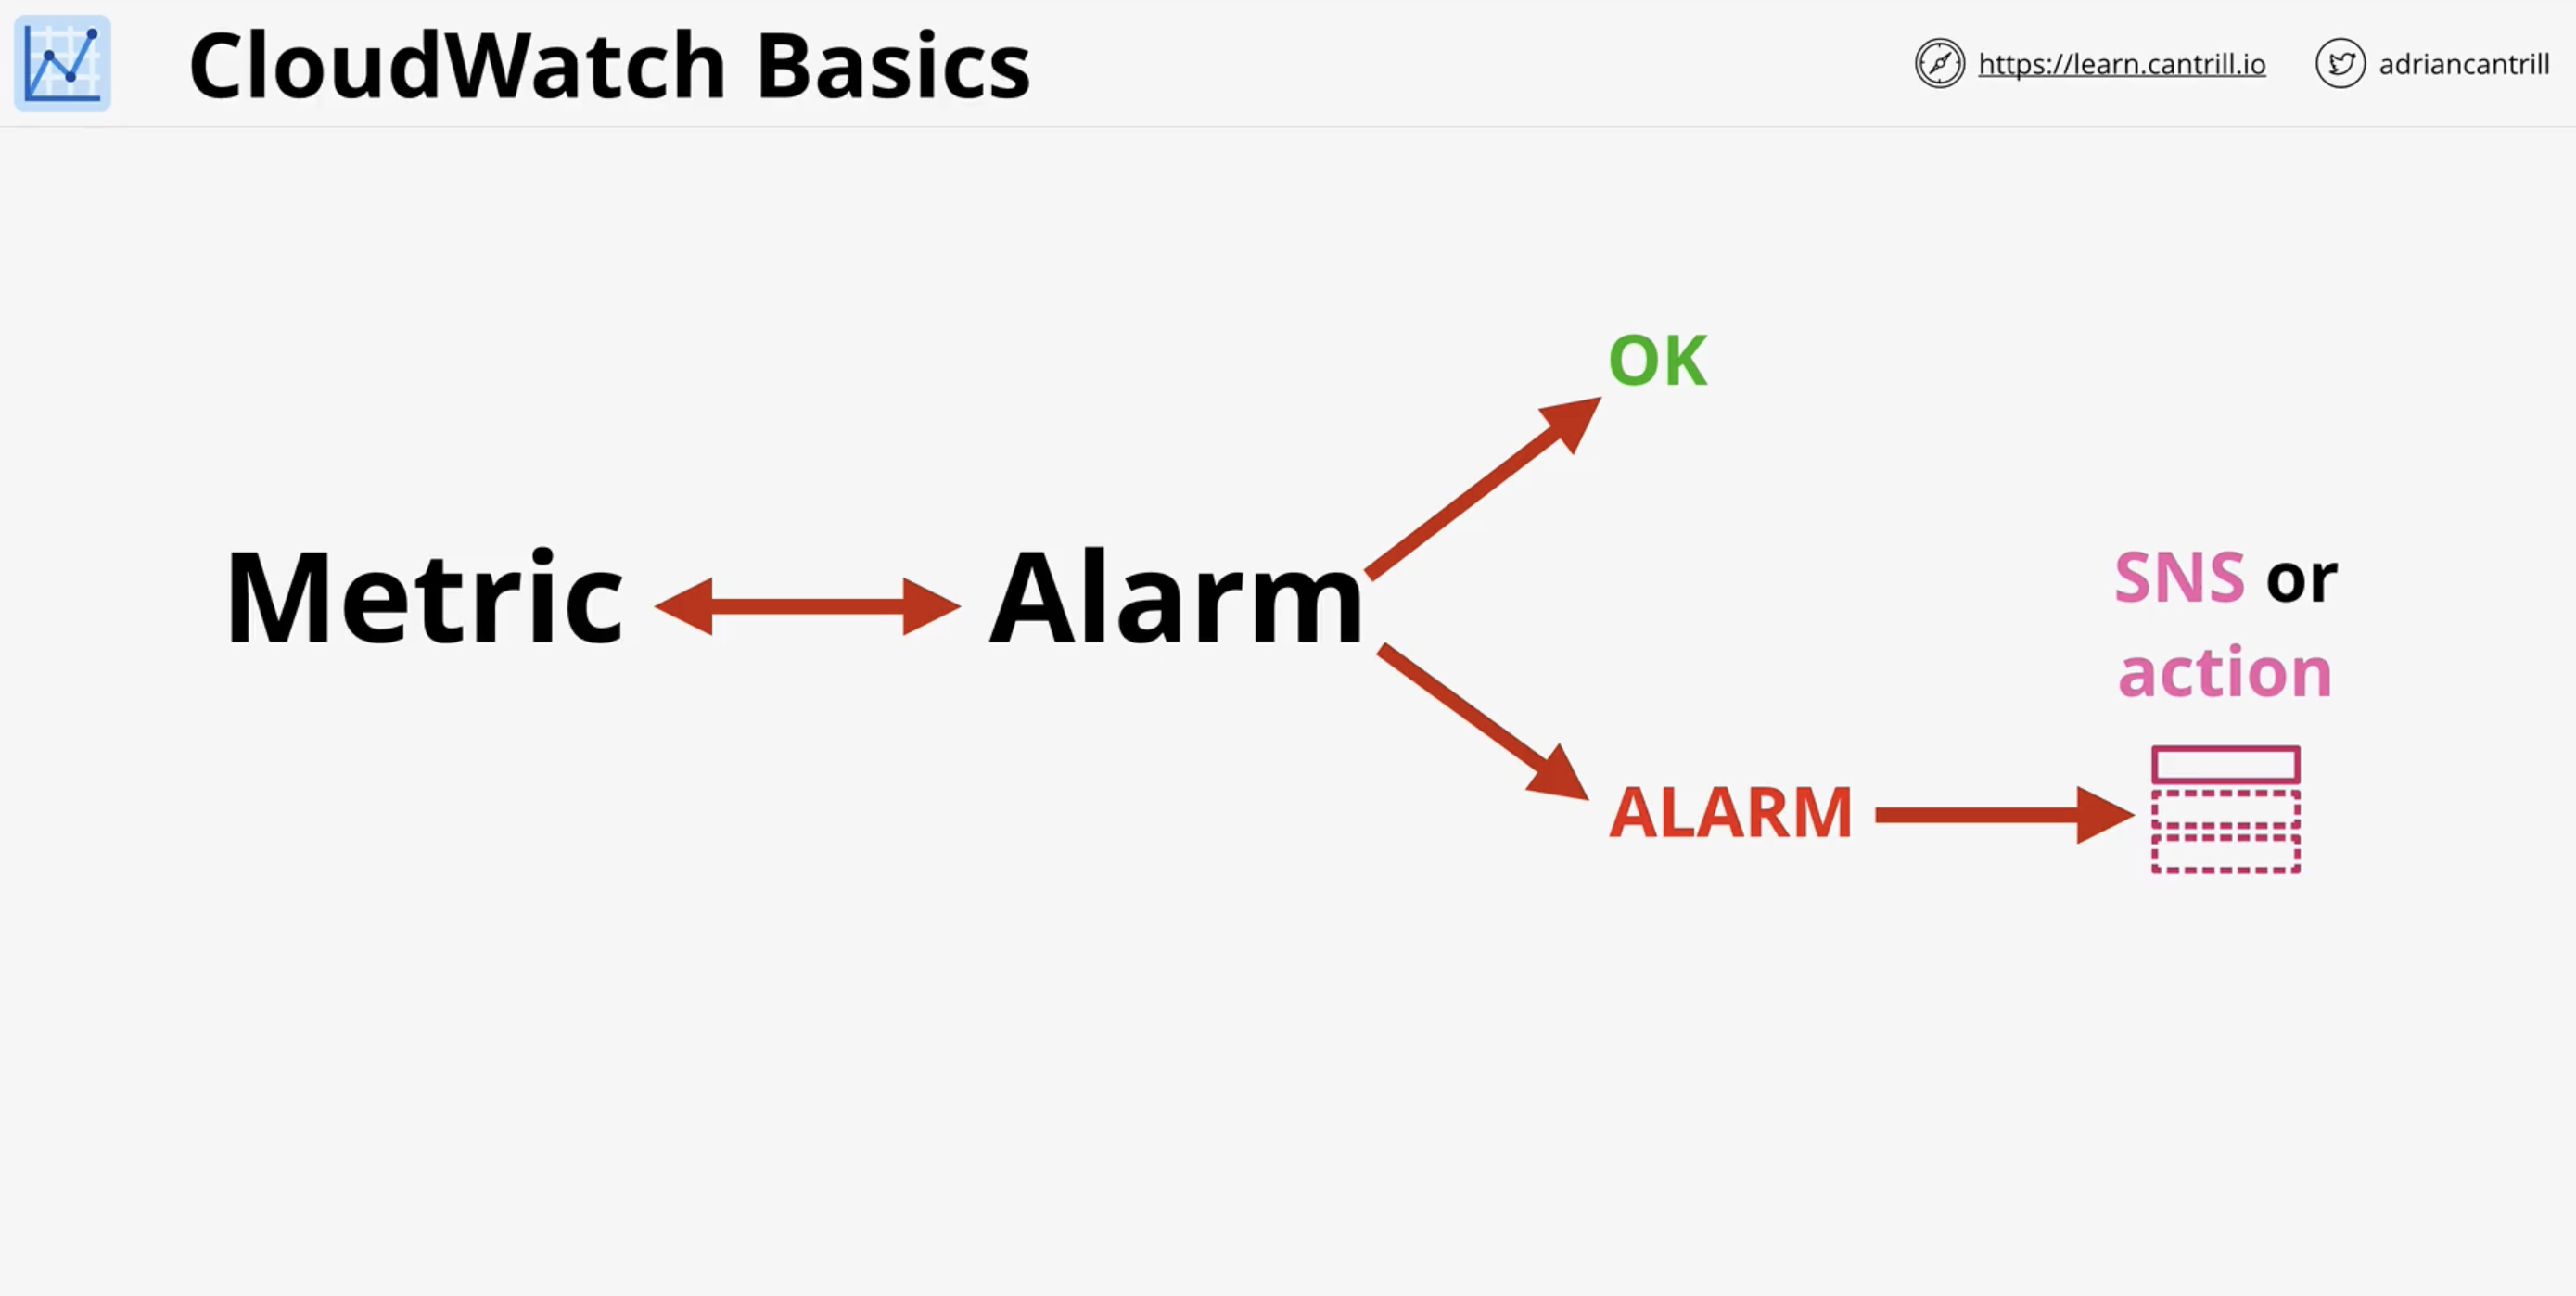 CloudWatch Basics
https://learn.cantrill.io
adriancantrill
OK
Metric
Alarm
SNS or
action
ALARM